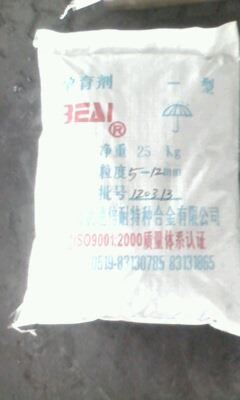 孕育剂 一型
BEAI®
净重 25 kg
粒度 5-12mm
批号 120313
耐特种合金有限公司
ISO9001:2000质量体系认证
0519-83130785 83131865